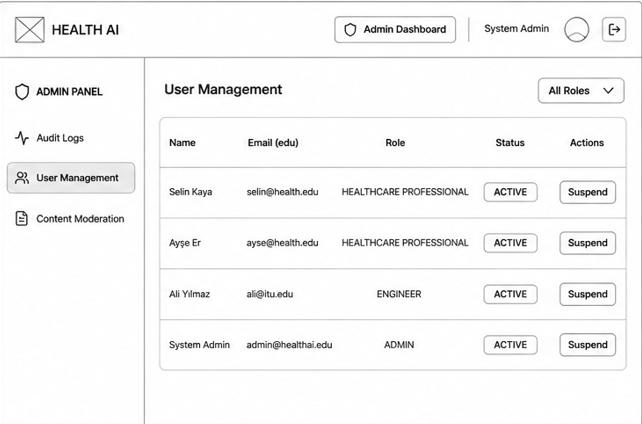 HEALTH AI
Admin Dashboard
System Admin
ADMIN PANEL
Audit Logs
User Management
Content Moderation
User Management
All Roles
Name Email (edu) Role Status Actions
Selin Kaya selin@health.edu HEALTHCARE PROFESSIONAL ACTIVE Suspend
Ayşe Er ayse@health.edu HEALTHCARE PROFESSIONAL ACTIVE Suspend
Ali Yılmaz ali@itu.edu ENGINEER ACTIVE Suspend
System Admin admin@healthai.edu ADMIN ACTIVE Suspend